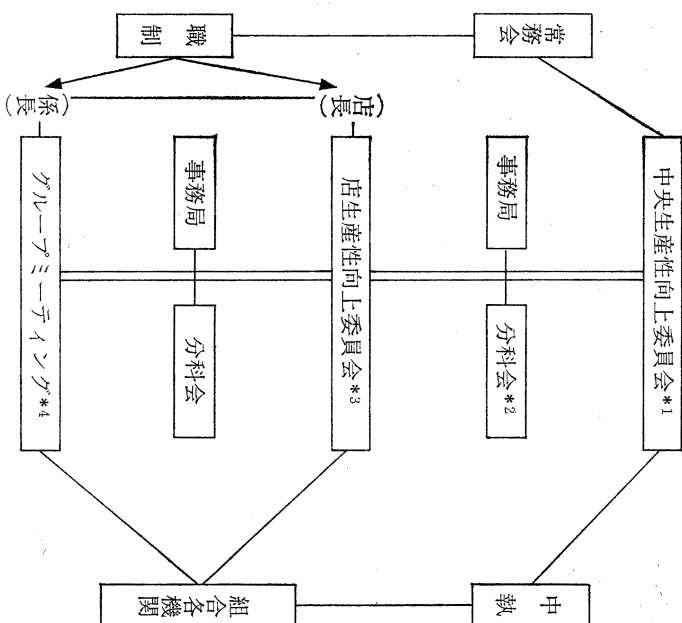 常務会
中執
中央生産性向上委員会*1
事務局
分科会*2
職制
(店長)
店生産性向上委員会*3
組合各機関
事務局
分科会
(係長)
グループミーティング*4